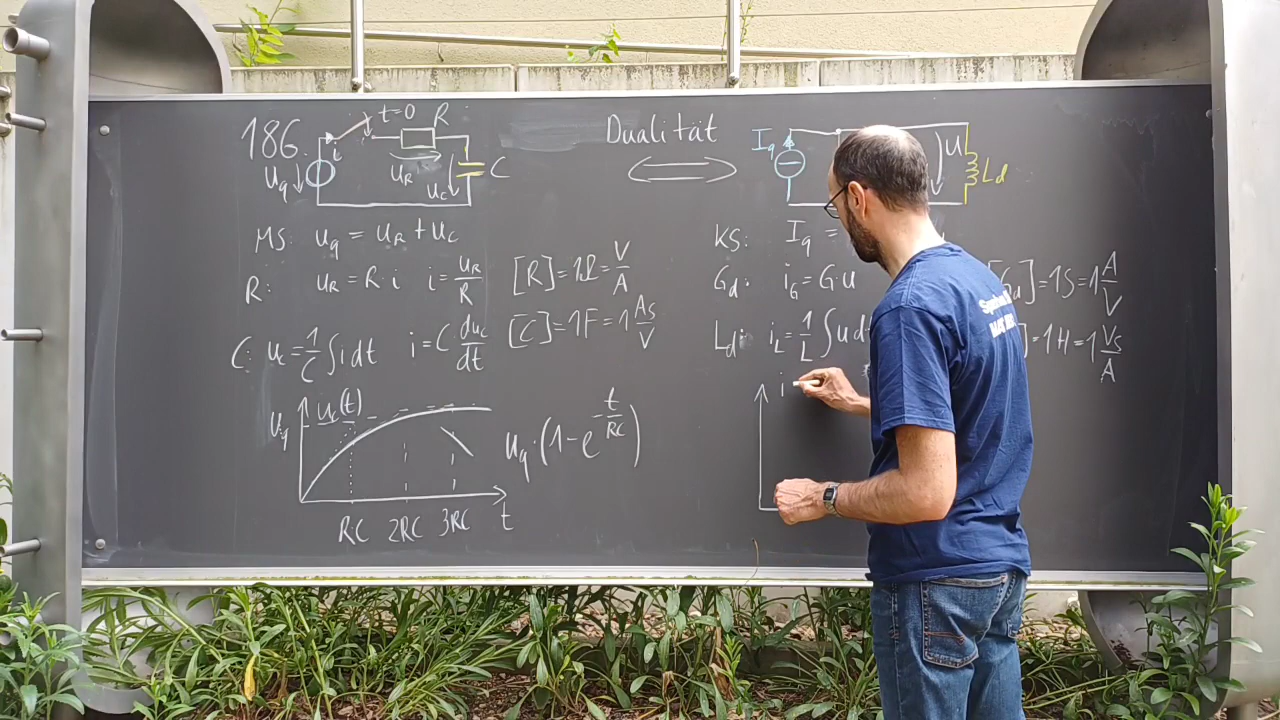 18G
t=0
R
i
u_q
u_R
u_C
C
MS: u_q = u_R + u_C
R: u_R = R i i = u_R/R [R] = 1Ω = V/A
C: u_C = 1/C ∫ i dt i = C du_C/dt [C] = 1F = 1 As/V
U_q
u_C(t)
RC 2RC 3RC t
u_q · (1 - e^(-t/RC))
Dualität
I_q
U
L_d
KS: I_q =
G_d: i_G = G·u = 1S = 1 A/V
L_d: i_L = 1/L ∫ u d = 1H = 1 Vs/A
i